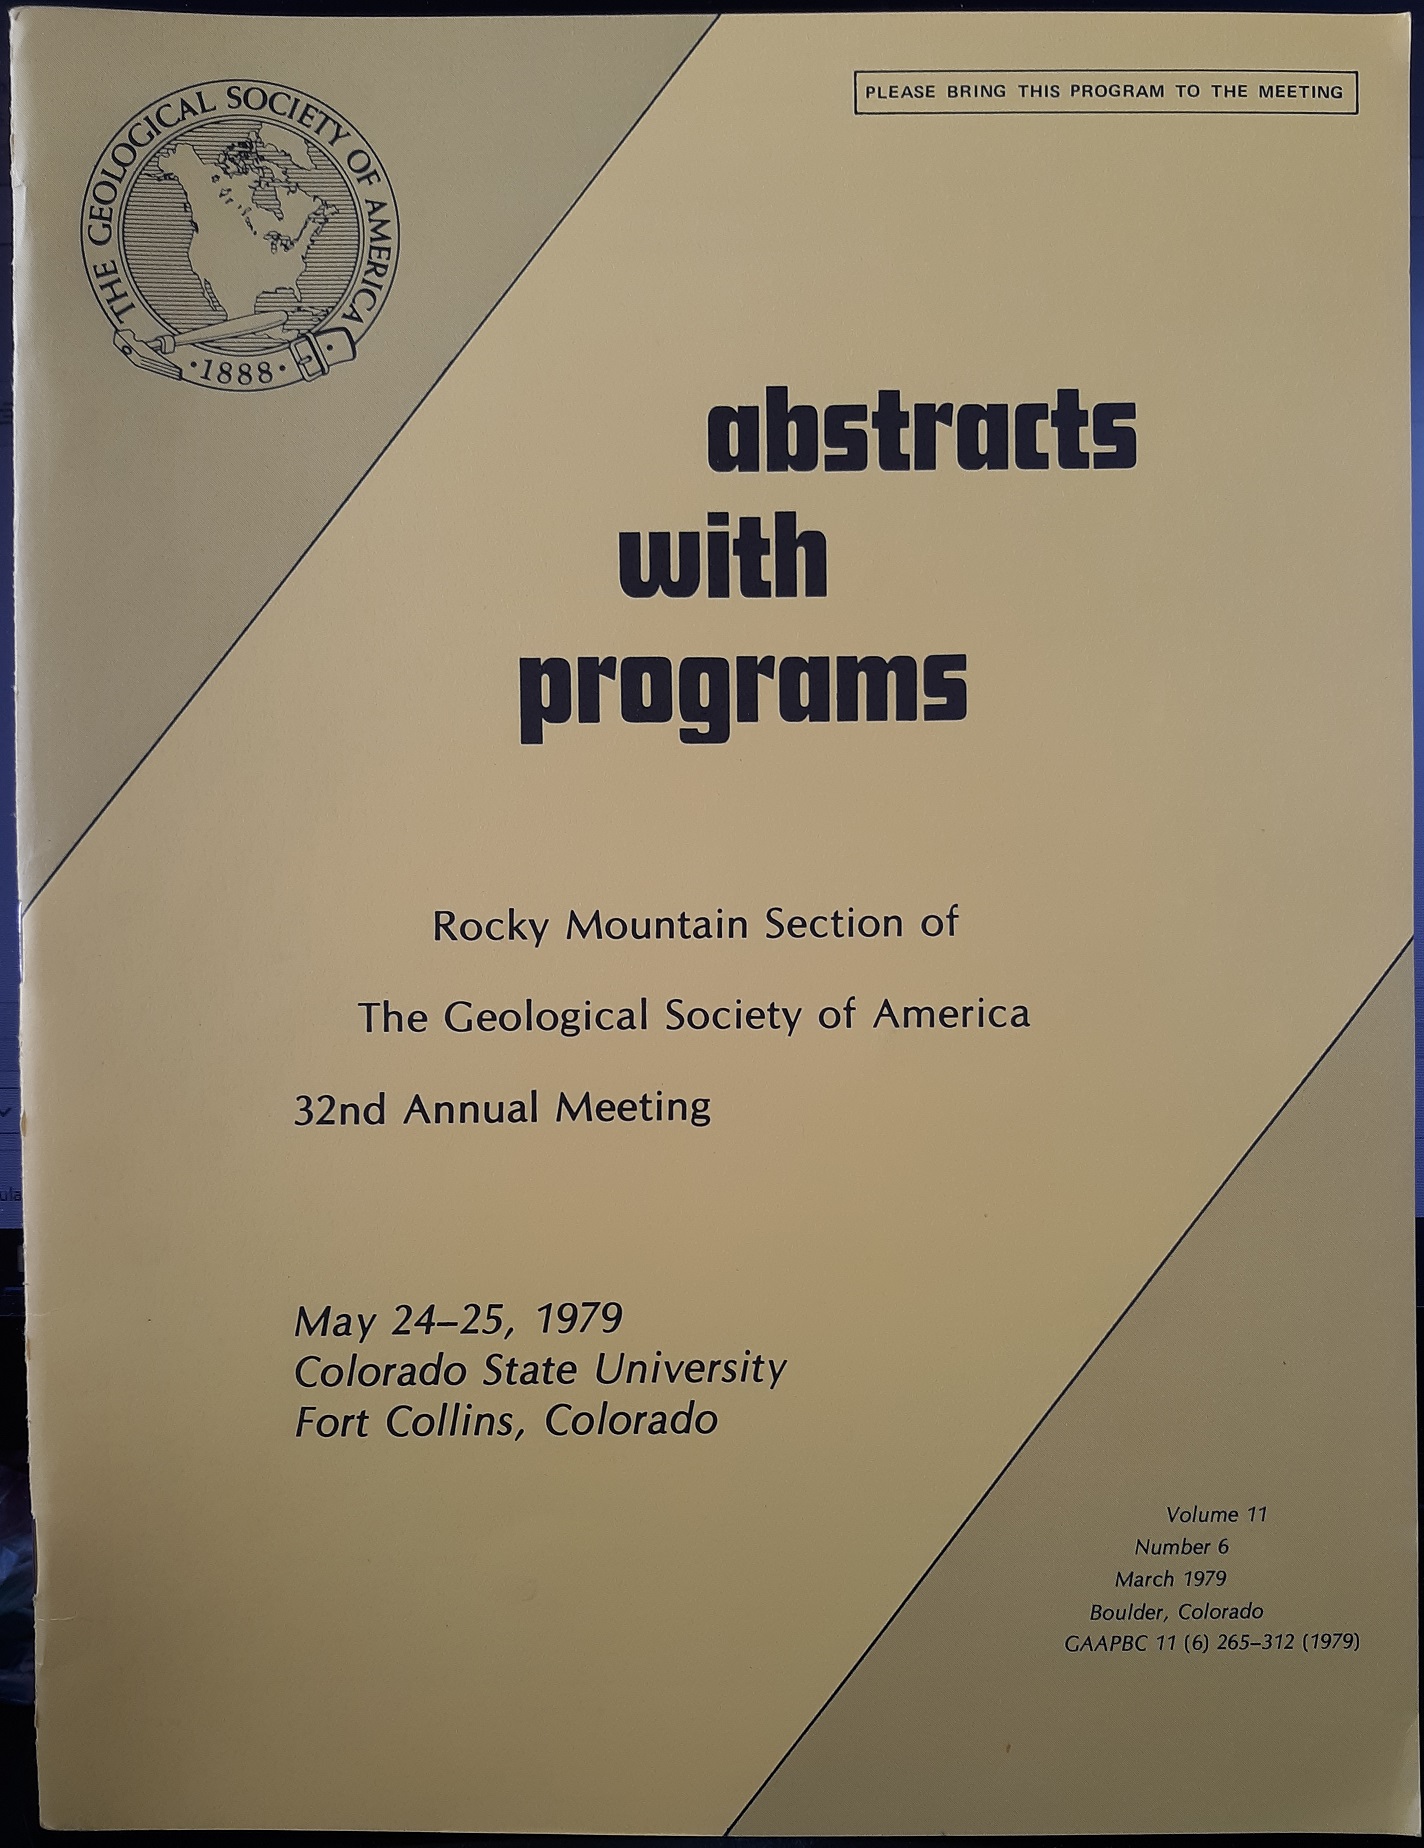 THE GEOLOGICAL SOCIETY OF AMERICA
·1888·
PLEASE BRING THIS PROGRAM TO THE MEETING
abstracts
with
programs
Rocky Mountain Section of
The Geological Society of America
32nd Annual Meeting
May 24–25, 1979
Colorado State University
Fort Collins, Colorado
Volume 11
Number 6
March 1979
Boulder, Colorado
GAAPBC 11 (6) 265–312 (1979)